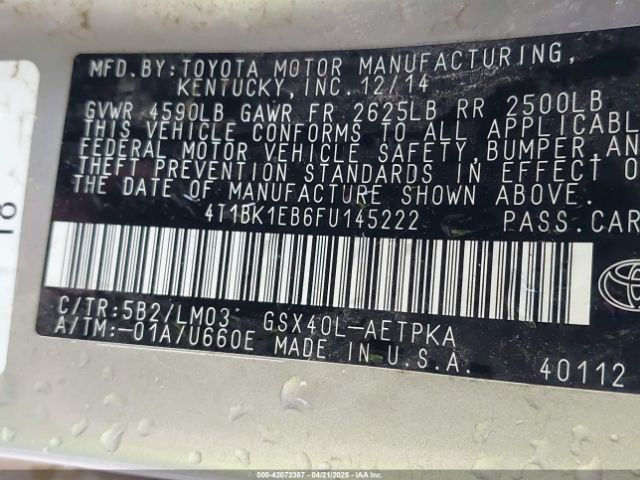 MFD.BY:TOYOTA MOTOR MANUFACTURING,
KENTUCKY, INC. 12/14
GVWR 4590LB GAWR FR 2625LB RR 2500LB
THIS VEHICLE CONFORMS TO ALL APPLICABLE
FEDERAL MOTOR VEHICLE SAFETY, BUMPER AN
THEFT PREVENTION STANDARDS IN EFFECT O
THE DATE OF MANUFACTURE SHOWN ABOVE.
4T1BK1EB6FU145222 PASS.CAR
C/TR:5B2/LM03 GSX40L-AETPKA
A/TM:-01A/U660E MADE IN U.S.A. 40112
000-42072387 - 04/21/2025 - IAAI.COM